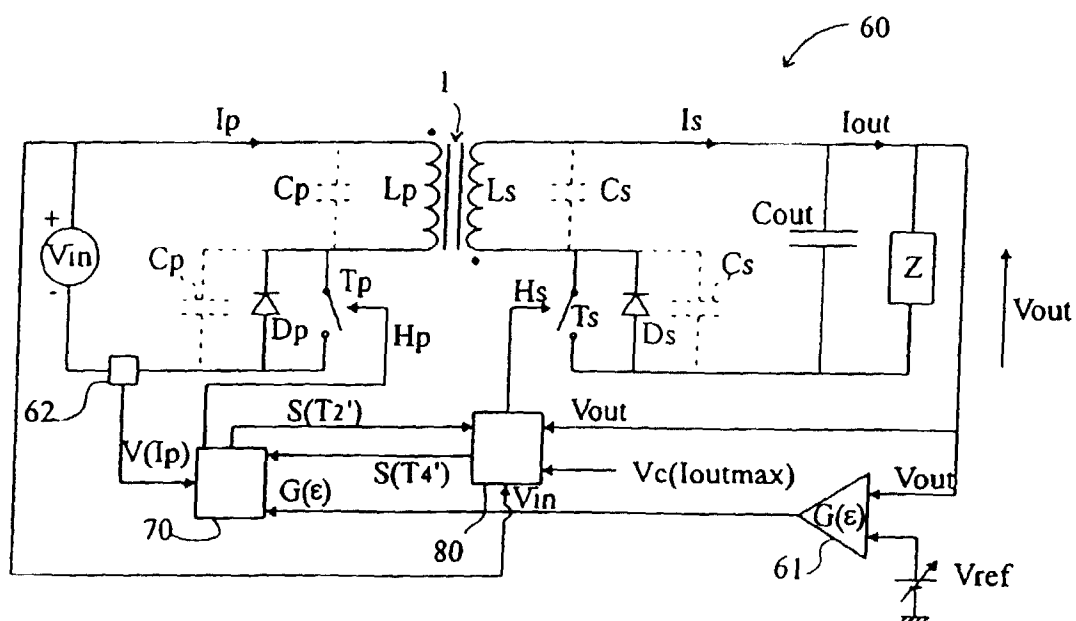 60
1
Ip
Is
Iout
Cp
Lp
Ls
Cs
Cout
+
Vin
-
Cp
Tp
Hs
Ts
Cs
Z
Dp
Hp
Ds
Vout
62
S(T2')
Vout
V(Ip)
S(T4')
Vc(Ioutmax)
Vout
G(ε)
Vin
G(ε)
70
80
61
Vref